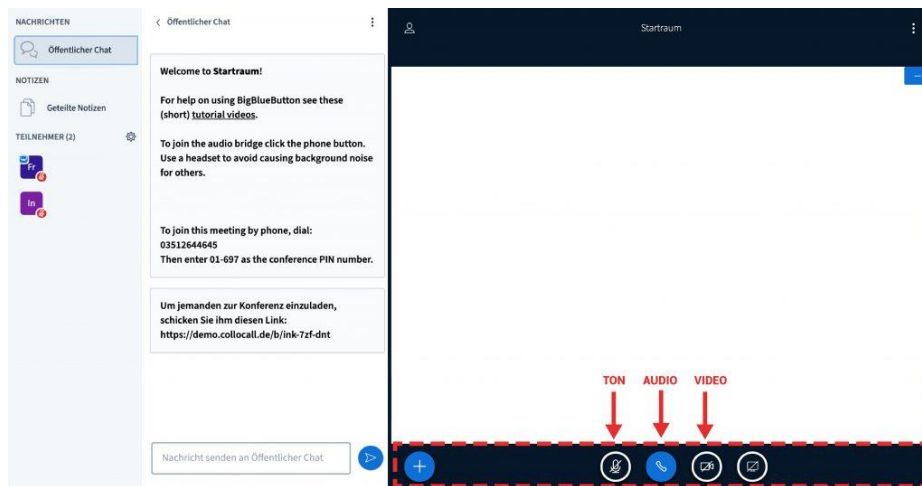 NACHRICHTEN
Öffentlicher Chat
NOTIZEN
Geteilte Notizen
TEILNEHMER (2)
Fr
In
Öffentlicher Chat
Welcome to Startraum!
For help on using BigBlueButton see these
(short) tutorial videos.
To join the audio bridge click the phone button.
Use a headset to avoid causing background noise
for others.
To join this meeting by phone, dial:
03512644645
Then enter 01-697 as the conference PIN number.
Um jemanden zur Konferenz einzuladen,
schicken Sie ihm diesen Link:
https://demo.collocall.de/b/ink-7zf-dnt
Nachricht senden an Öffentlicher Chat
Startraum
TON AUDIO VIDEO